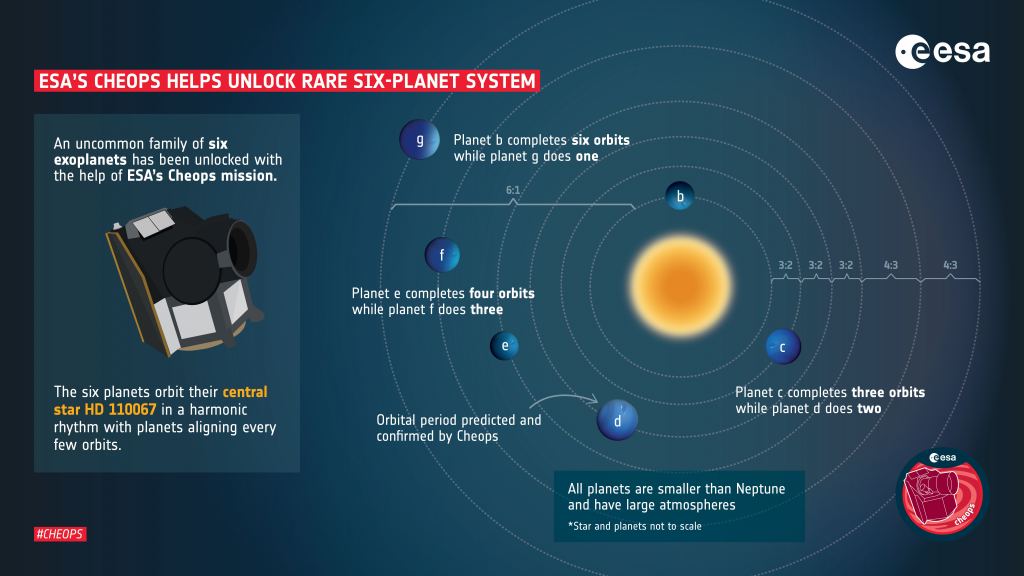 esa
ESA'S CHEOPS HELPS UNLOCK RARE SIX-PLANET SYSTEM
An uncommon family of six
exoplanets has been unlocked with
the help of ESA's Cheops mission.
The six planets orbit their central
star HD 110067 in a harmonic
rhythm with planets aligning every
few orbits.
#CHEOPS
g
Planet b completes six orbits
while planet g does one
6:1
b
f
3:2
3:2
3:2
4:3
4:3
Planet e completes four orbits
while planet f does three
e
c
Planet c completes three orbits
while planet d does two
Orbital period predicted and
confirmed by Cheops
d
All planets are smaller than Neptune
and have large atmospheres
*Star and planets not to scale
esa
cheops